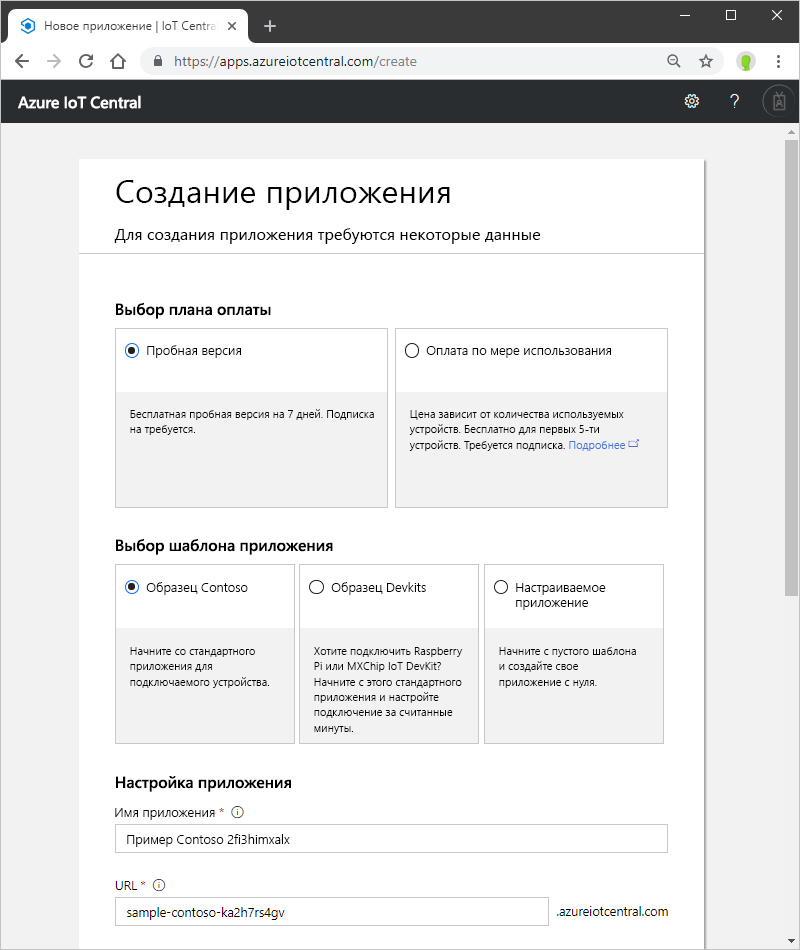 Новое приложение | IoT Centra
https://apps.azureiotcentral.com/create
Azure IoT Central
?
Создание приложения
Для создания приложения требуются некоторые данные
Выбор плана оплаты
Пробная версия
Бесплатная пробная версия на 7 дней. Подписка
на требуется.
Оплата по мере использования
Цена зависит от количества используемых
устройств. Бесплатно для первых 5-ти
устройств. Требуется подписка. Подробнее
Выбор шаблона приложения
Образец Contoso
Начните со стандартного
приложения для
подключаемого устройства.
Образец Devkits
Хотите подключить Raspberry
Pi или MXChip IoT DevKit?
Начните с этого стандартного
приложения и настройте
подключение за считанные
минуты.
Настраиваемое
приложение
Начните с пустого шаблона
и создайте свое
приложение с нуля.
Настройка приложения
Имя приложения *
Пример Contoso 2fi3himxalx
URL *
sample-contoso-ka2h7rs4gv .azureiotcentral.com